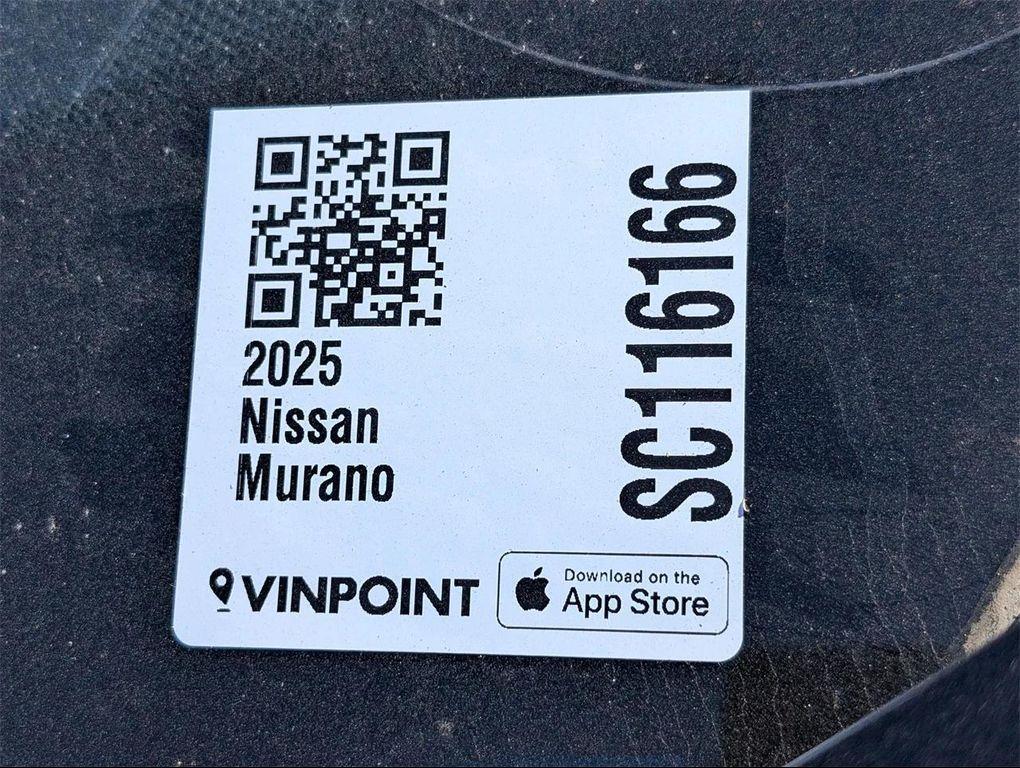 2025
Nissan
Murano
SC116166
VINPOINT
Download on the
App Store